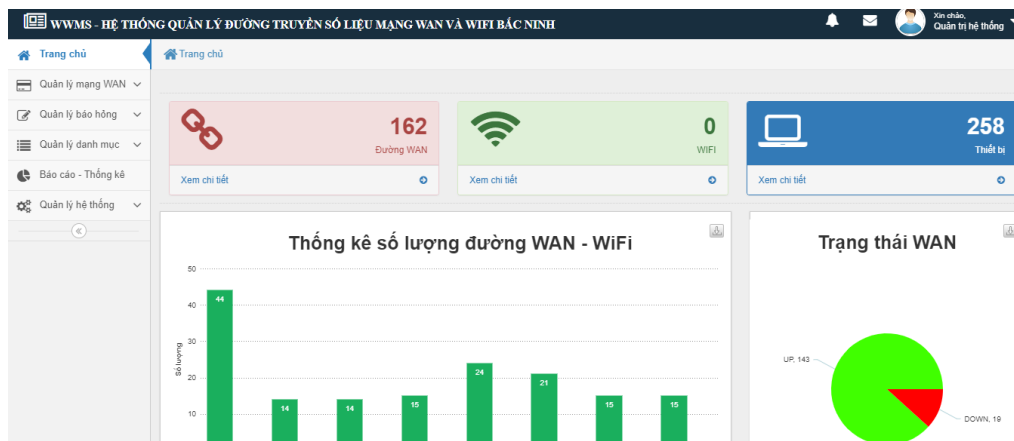 WWMS - HỆ THỐNG QUẢN LÝ ĐƯỜNG TRUYỀN SỐ LIỆU MẠNG WAN VÀ WIFI BẮC NINH
Xin chào,
Quản trị hệ thống
Trang chủ
Trang chủ
Quản lý mạng WAN
Quản lý báo hỏng
Quản lý danh mục
Báo cáo - Thống kê
Quản lý hệ thống
162
Đường WAN
Xem chi tiết
0
WIFI
Xem chi tiết
258
Thiết bị
Xem chi tiết
Thống kê số lượng đường WAN - WiFi
Số lượng
50
40
30
20
10
44
14
14
15
24
21
15
15
Trạng thái WAN
UP, 143
DOWN, 19